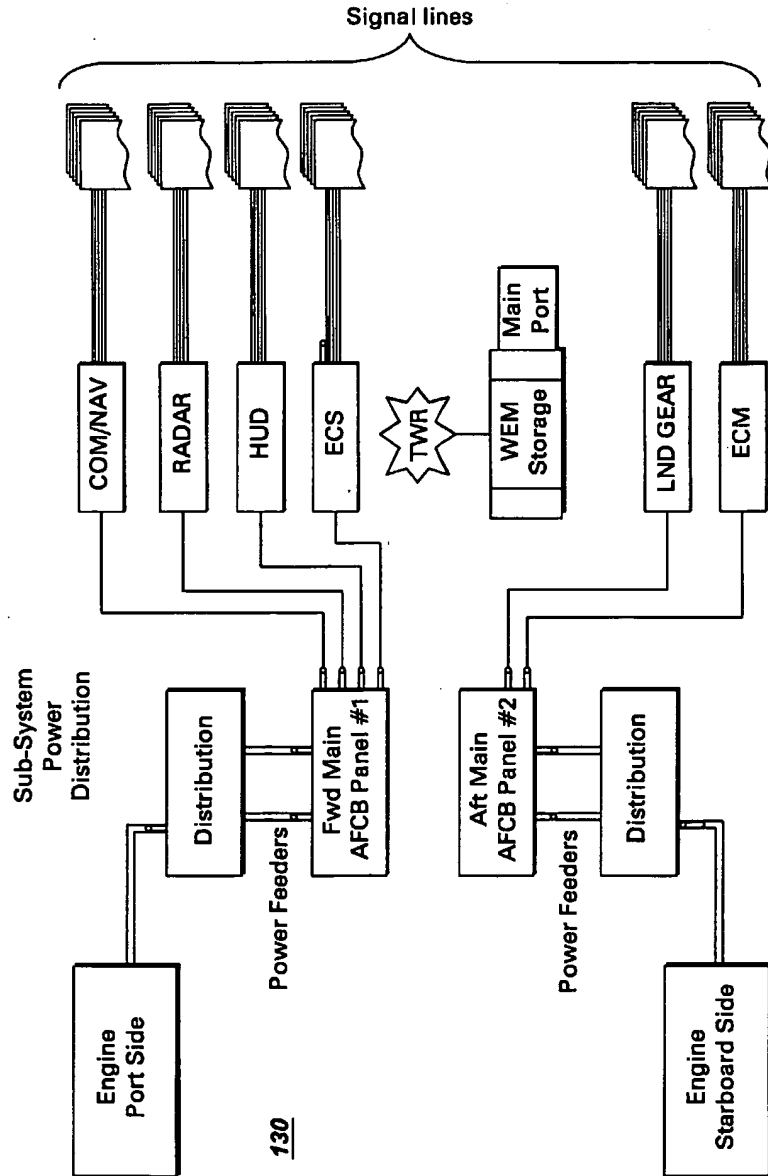 Signal lines
COM/NAV
RADAR
HUD
ECS
TWR
WEM
Storage
Main
Port
LND GEAR
ECM
Sub-System
Power
Distribution
Distribution
Power Feeders
Fwd Main
AFCB Panel #1
Aft Main
AFCB Panel #2
Power Feeders
Distribution
Engine
Port Side
Engine
Starboard Side
130